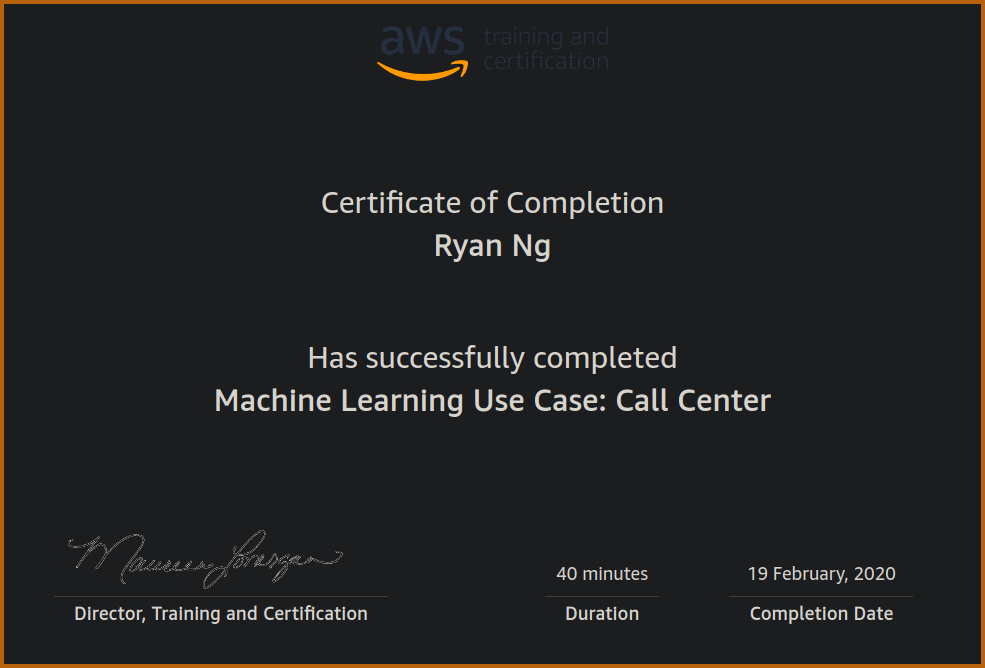 aws training and
certification
Certificate of Completion
Ryan Ng
Has successfully completed
Machine Learning Use Case: Call Center
Maureen Lonergan
40 minutes
19 February, 2020
Director, Training and Certification
Duration
Completion Date